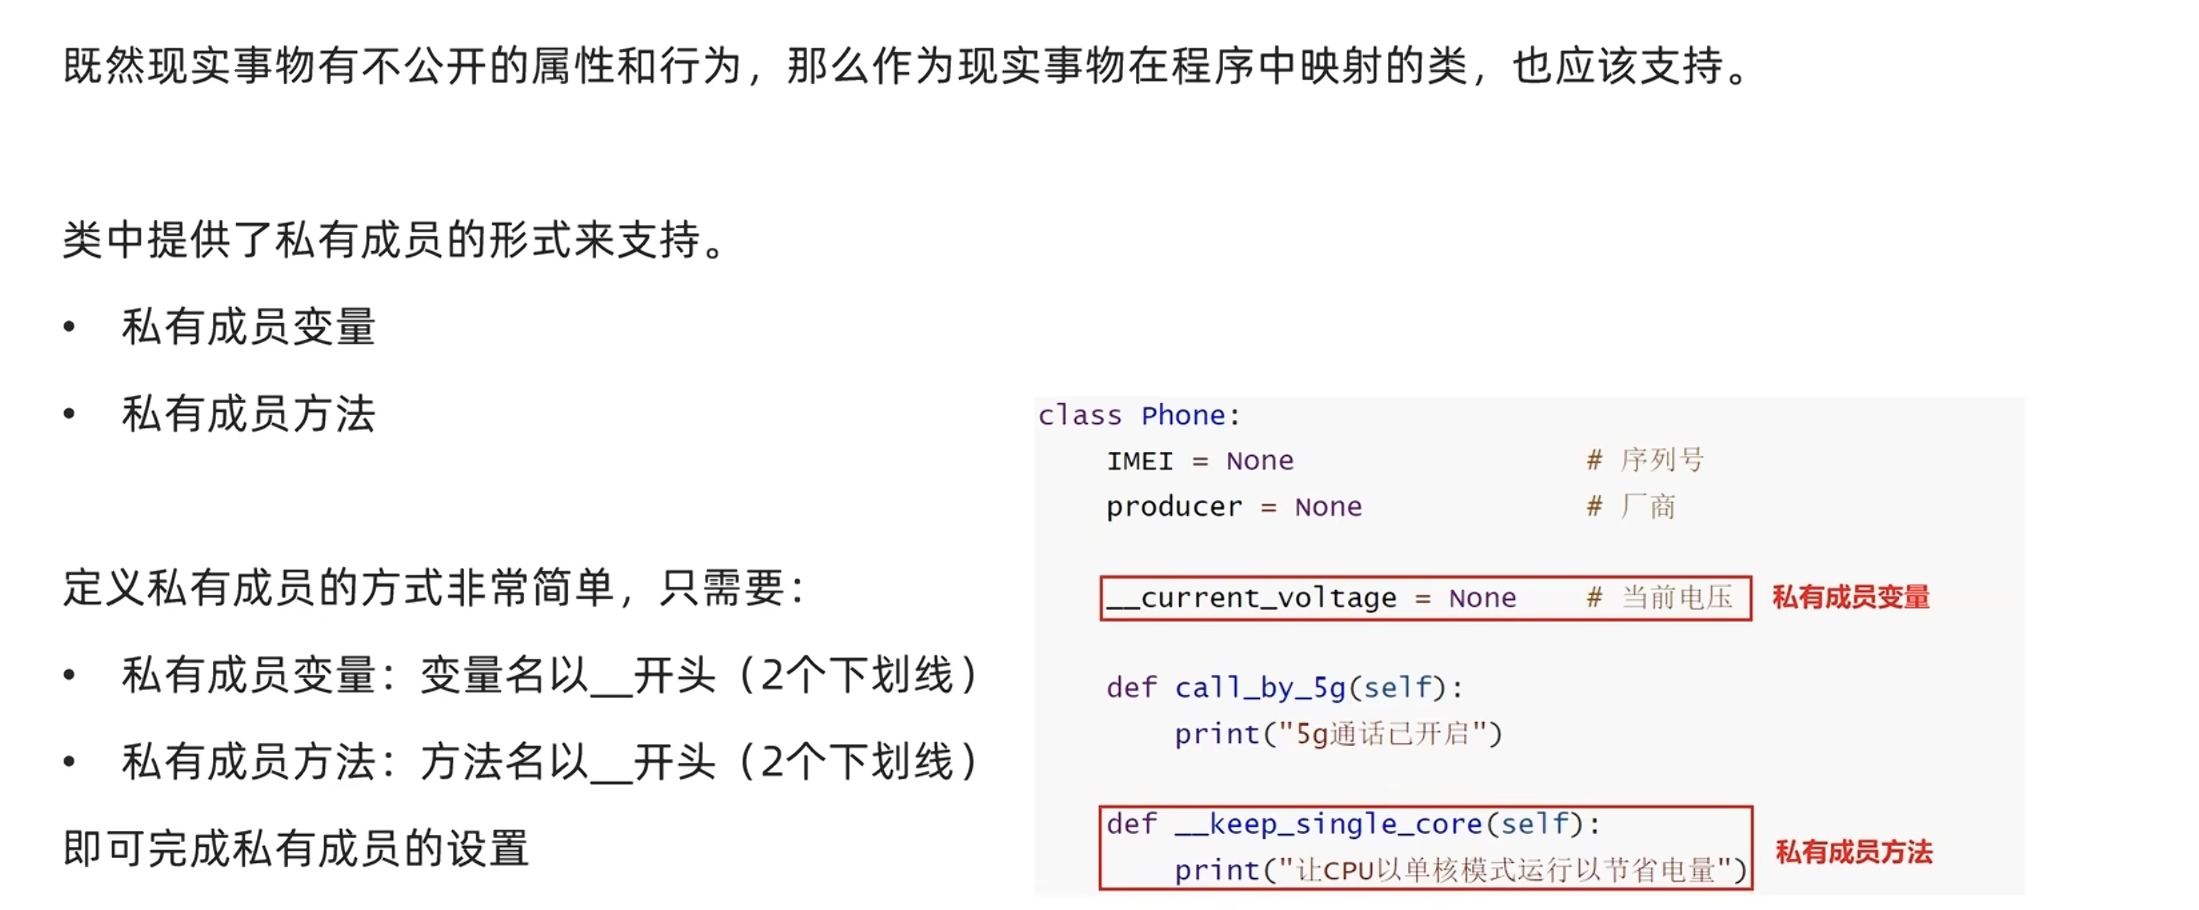 既然现实事物有不公开的属性和行为，那么作为现实事物在程序中映射的类，也应该支持。
类中提供了私有成员的形式来支持。
• 私有成员变量
• 私有成员方法
定义私有成员的方式非常简单，只需要：
• 私有成员变量：变量名以__开头（2个下划线）
• 私有成员方法：方法名以__开头（2个下划线）
即可完成私有成员的设置
class Phone:
    IMEI = None                 # 序列号
    producer = None             # 厂商
    __current_voltage = None    # 当前电压 私有成员变量
    def call_by_5g(self):
        print("5g通话已开启")
    def __keep_single_core(self):
        print("让CPU以单核模式运行以节省电量")
私有成员方法